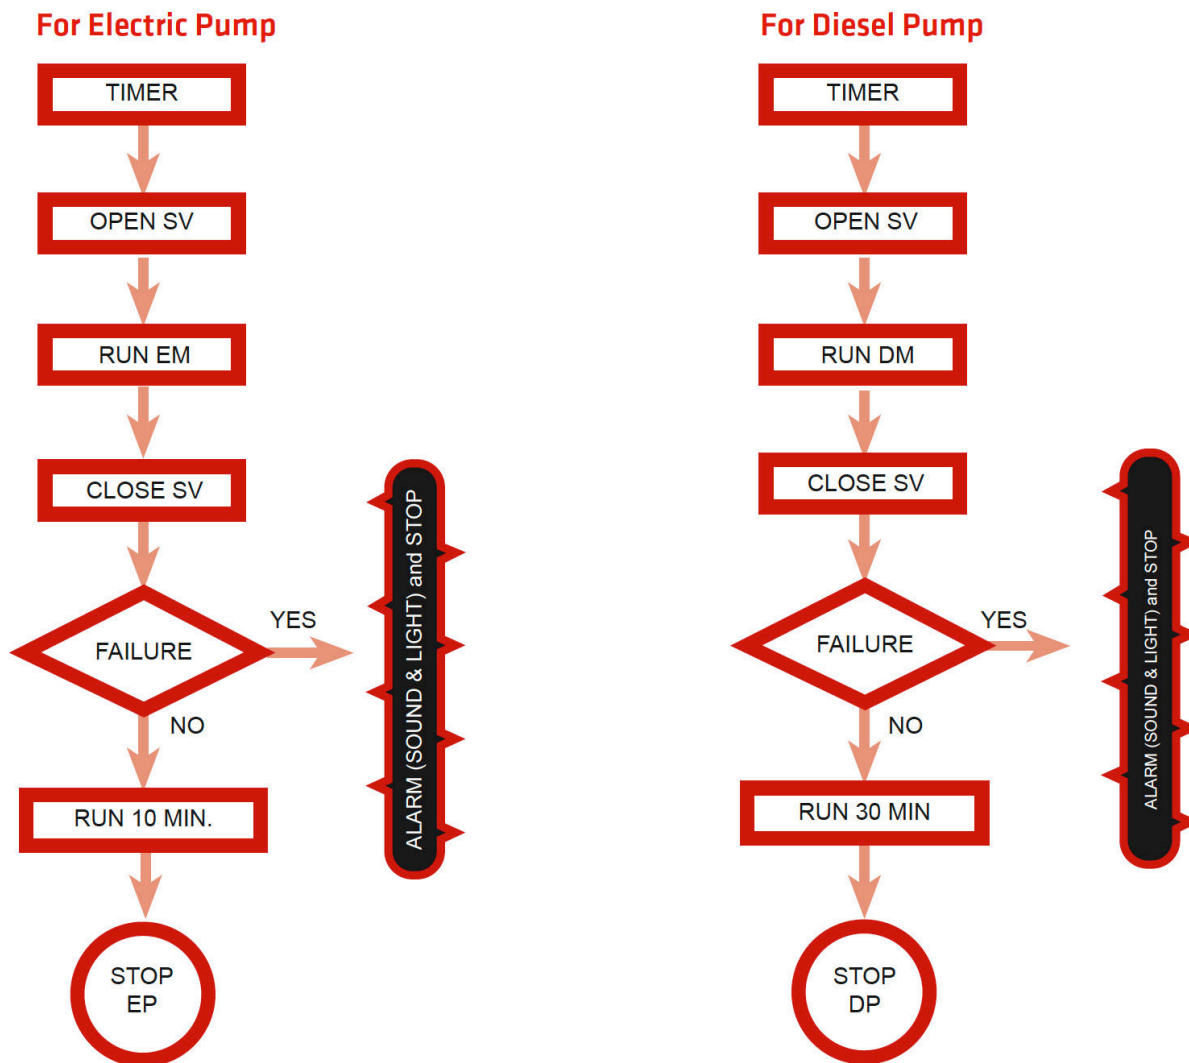 For Electric Pump
TIMER
OPEN SV
RUN EM
CLOSE SV
FAILURE
YES
NO
ALARM (SOUND & LIGHT) and STOP
RUN 10 MIN.
STOP
EP
For Diesel Pump
TIMER
OPEN SV
RUN DM
CLOSE SV
FAILURE
YES
NO
ALARM (SOUND & LIGHT) and STOP
RUN 30 MIN
STOP
DP